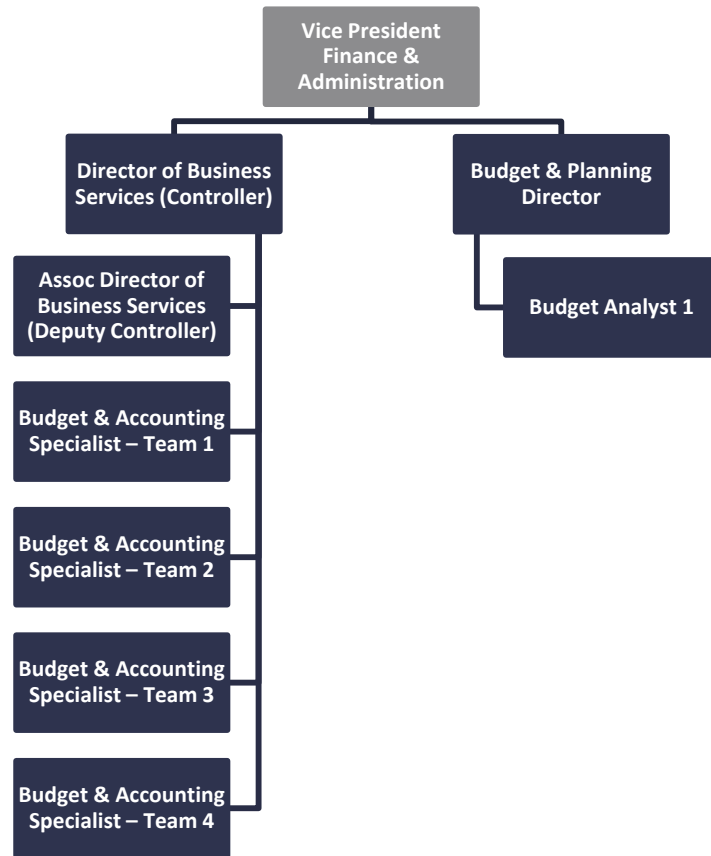 Vice President
Finance &
Administration
Director of Business
Services (Controller)
Budget & Planning
Director
Assoc Director of
Business Services
(Deputy Controller)
Budget Analyst 1
Budget & Accounting
Specialist – Team 1
Budget & Accounting
Specialist – Team 2
Budget & Accounting
Specialist – Team 3
Budget & Accounting
Specialist – Team 4